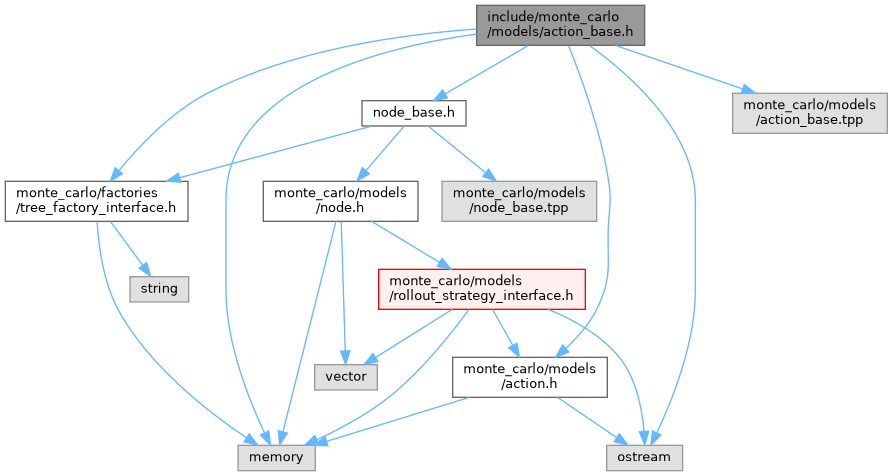 include/monte_carlo
/models/action_base.h
monte_carlo/models
/action_base.tpp
node_base.h
monte_carlo/factories
/tree_factory_interface.h
monte_carlo/models
/node.h
monte_carlo/models
/node_base.tpp
string
monte_carlo/models
/rollout_strategy_interface.h
vector
monte_carlo/models
/action.h
memory
ostream